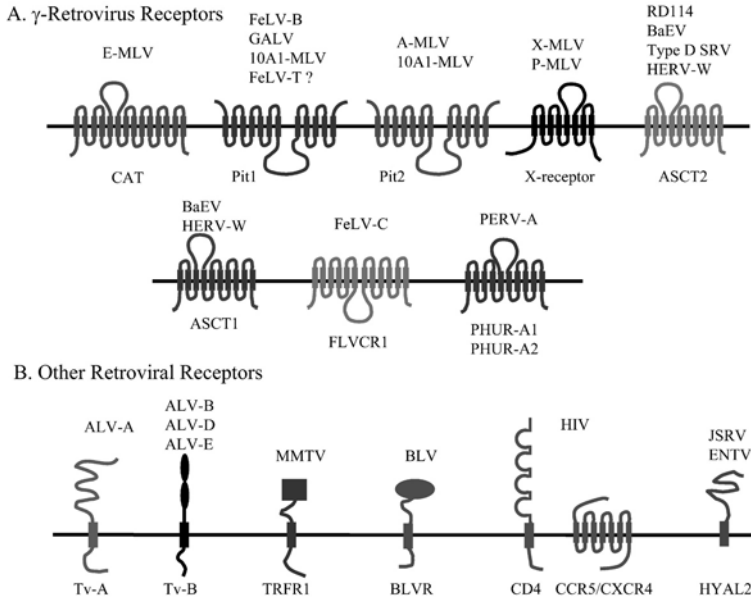 A. γ-Retrovirus Receptors
E-MLV
FeLV-B
GALV
10A1-MLV
FeLV-T ?
A-MLV
10A1-MLV
X-MLV
P-MLV
RD114
BaEV
Type D SRV
HERV-W
CAT
Pit1
Pit2
X-receptor
ASCT2
BaEV
HERV-W
FeLV-C
PERV-A
ASCT1
FLVCR1
PHUR-A1
PHUR-A2
B. Other Retroviral Receptors
ALV-A
ALV-B
ALV-D
ALV-E
MMTV
BLV
HIV
JSRV
ENTV
Tv-A
Tv-B
TRFR1
BLVR
CD4
CCR5/CXCR4
HYAL2